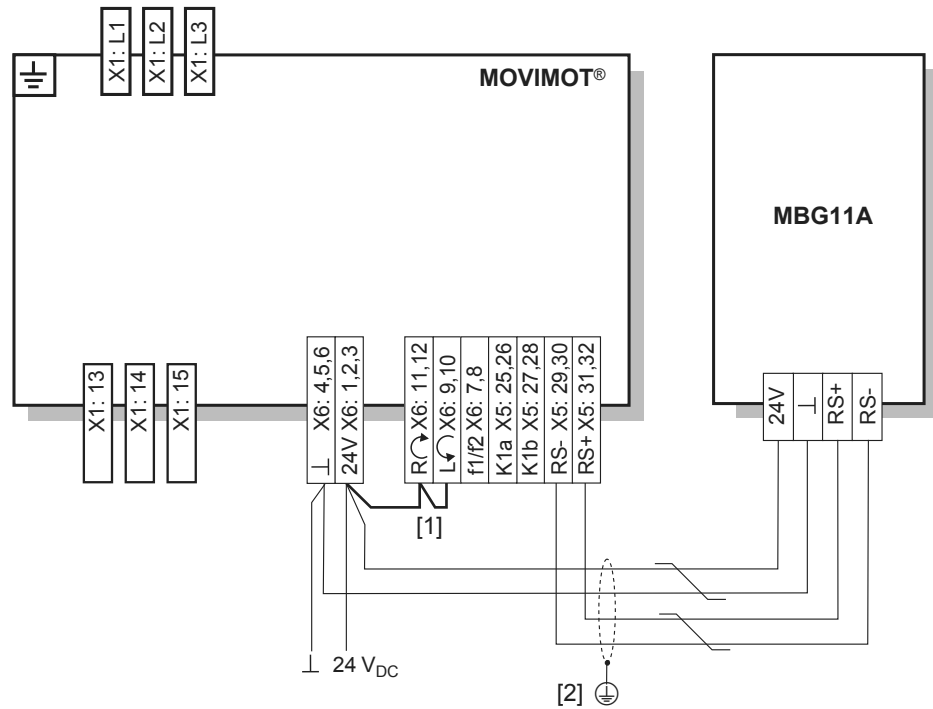 X1: L1
X1: L2
X1: L3
MOVIMOT®
MBG11A
X1: 13
X1: 14
X1: 15
⊥ X6: 4,5,6
24V X6: 1,2,3
R X6: 11,12
L X6: 9,10
f1/f2 X6: 7,8
K1a X5: 25,26
K1b X5: 27,28
RS- X5: 29,30
RS+ X5: 31,32
24V
⊥
RS+
RS-
[1]
⊥ 24 VDC
[2]